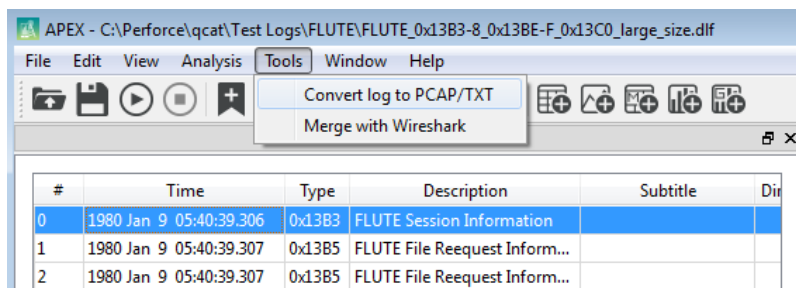 APEX - C:\Perforce\qcat\Test Logs\FLUTE\FLUTE_0x13B3-8_0x13BE-F_0x13C0_large_size.dlf
File Edit View Analysis Tools Window Help
Convert log to PCAP/TXT
Merge with Wireshark
# Time Type Description Subtitle Dir
0 1980 Jan 9 05:40:39.306 0x13B3 FLUTE Session Information
1 1980 Jan 9 05:40:39.307 0x13B5 FLUTE File Reequest Inform...
2 1980 Jan 9 05:40:39.307 0x13B5 FLUTE File Reequest Inform...